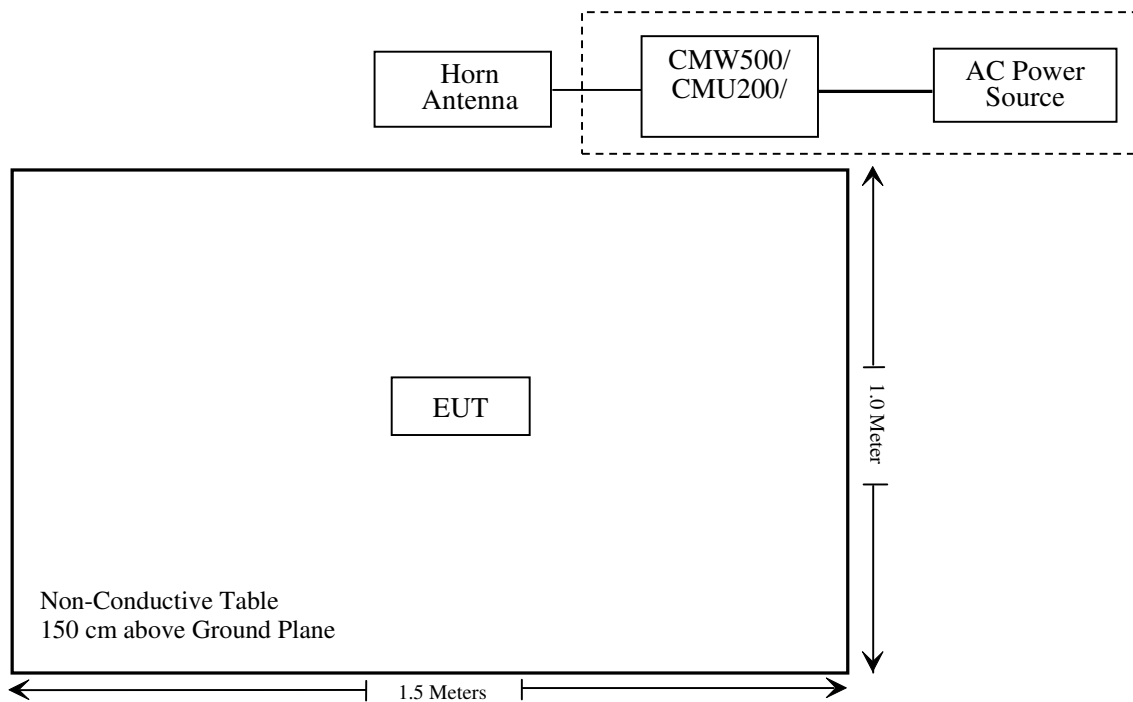 Horn
Antenna
CMW500/
CMU200/
AC Power
Source
EUT
1.0 Meter
Non-Conductive Table
150 cm above Ground Plane
1.5 Meters